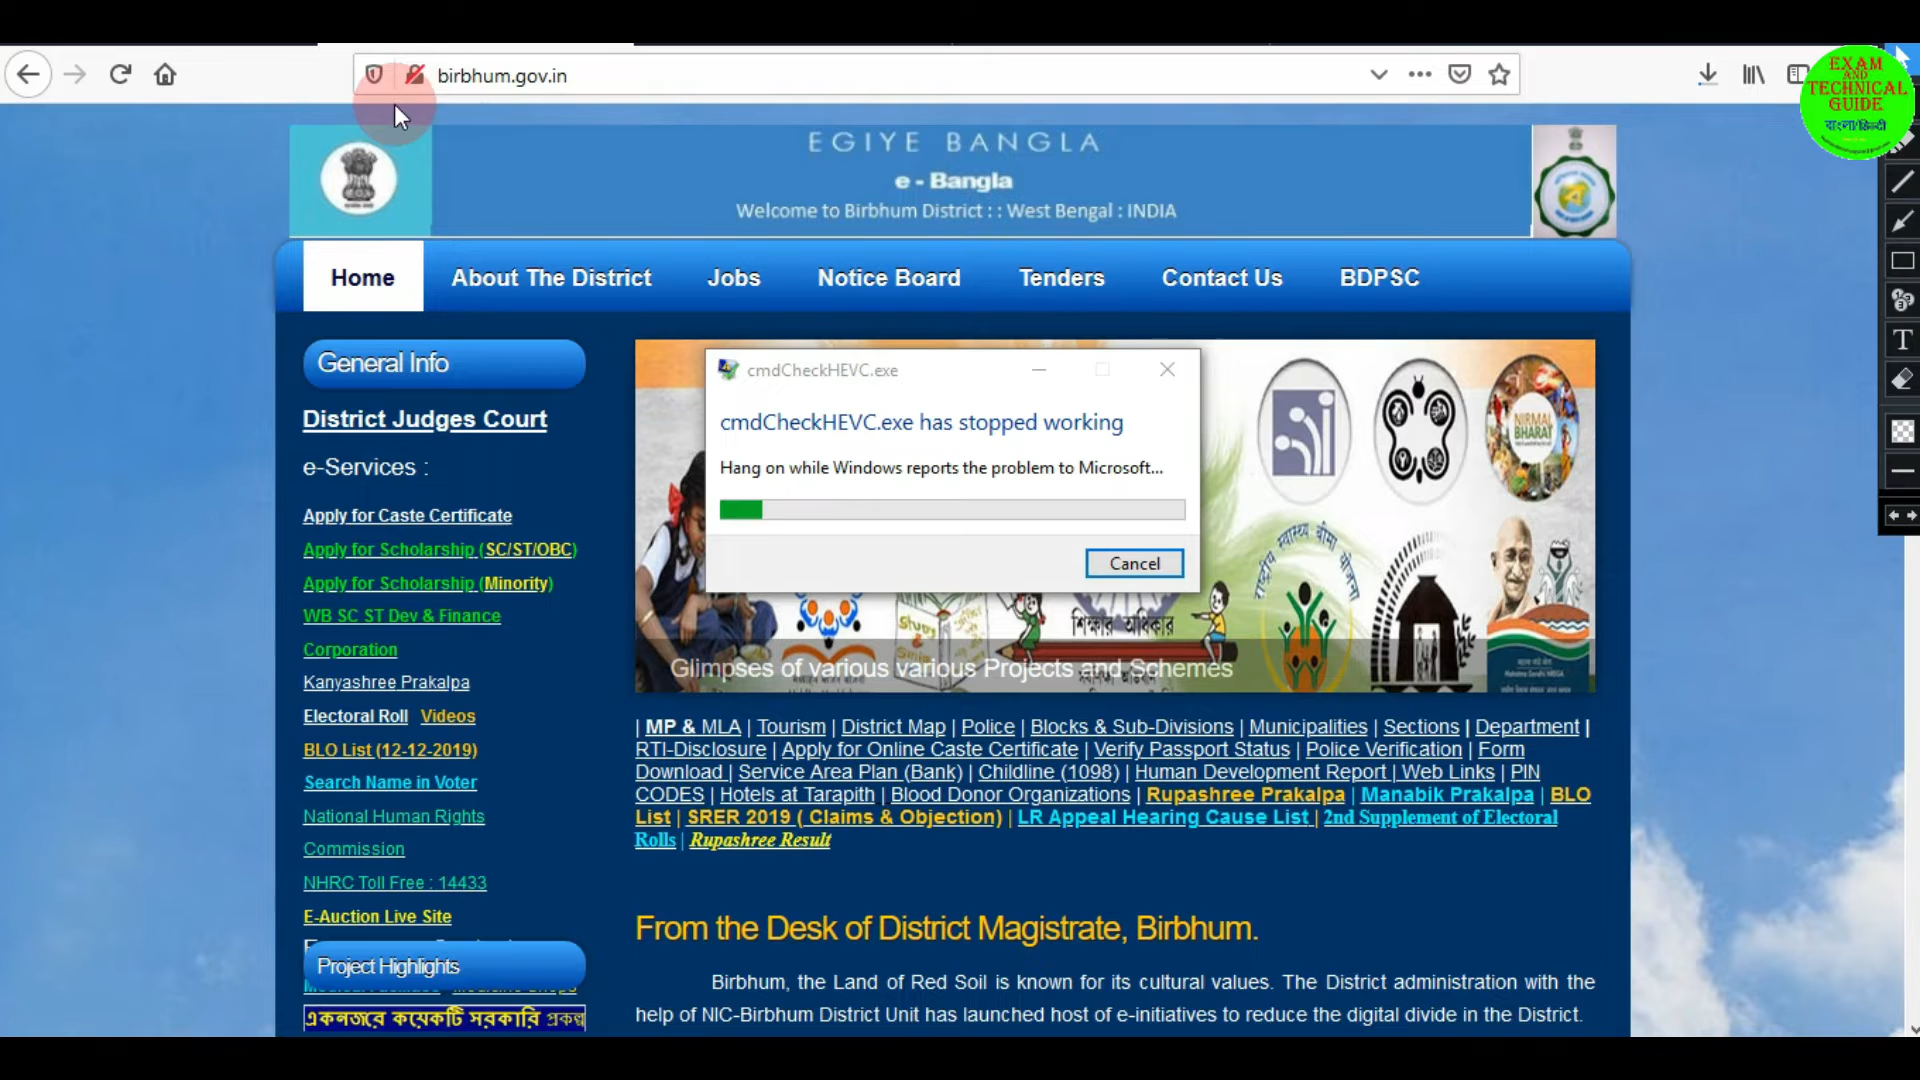 birbhum.gov.in
EXAM
AND
TECHNICAL
GUIDE
বাংলা/हिन्दी
EGIYE BANGLA
e - Bangla
Welcome to Birbhum District : : West Bengal : INDIA
Home About The District Jobs Notice Board Tenders Contact Us BDPSC
General Info
District Judges Court
e-Services :
Apply for Caste Certificate
Apply for Scholarship (SC/ST/OBC)
Apply for Scholarship (Minority)
WB SC ST Dev & Finance
Corporation
Kanyashree Prakalpa
Electoral Roll Videos
BLO List (12-12-2019)
Search Name in Voter
National Human Rights
Commission
NHRC Toll Free : 14433
E-Auction Live Site
Project Highlights
একনজরে কয়েকটি সরকারি প্রকল্প
cmdCheckHEVC.exe
cmdCheckHEVC.exe has stopped working
Hang on while Windows reports the problem to Microsoft...
Cancel
NIRMAL
BHARAT
राष्ट्रीय स्वास्थ्य बीमा योजना
শিক্ষার অধিকার
Glimpses of various various Projects and Schemes
| MP & MLA | Tourism | District Map | Police | Blocks & Sub-Divisions | Municipalities | Sections | Department |
RTI-Disclosure | Apply for Online Caste Certificate | Verify Passport Status | Police Verification | Form
Download | Service Area Plan (Bank) | Childline (1098) | Human Development Report | Web Links | PIN
CODES | Hotels at Tarapith | Blood Donor Organizations | Rupashree Prakalpa | Manabik Prakalpa | BLO
List | SRER 2019 ( Claims & Objection) | LR Appeal Hearing Cause List | 2nd Supplement of Electoral
Rolls | Rupashree Result
From the Desk of District Magistrate, Birbhum.
Birbhum, the Land of Red Soil is known for its cultural values. The District administration with the
help of NIC-Birbhum District Unit has launched host of e-initiatives to reduce the digital divide in the District.